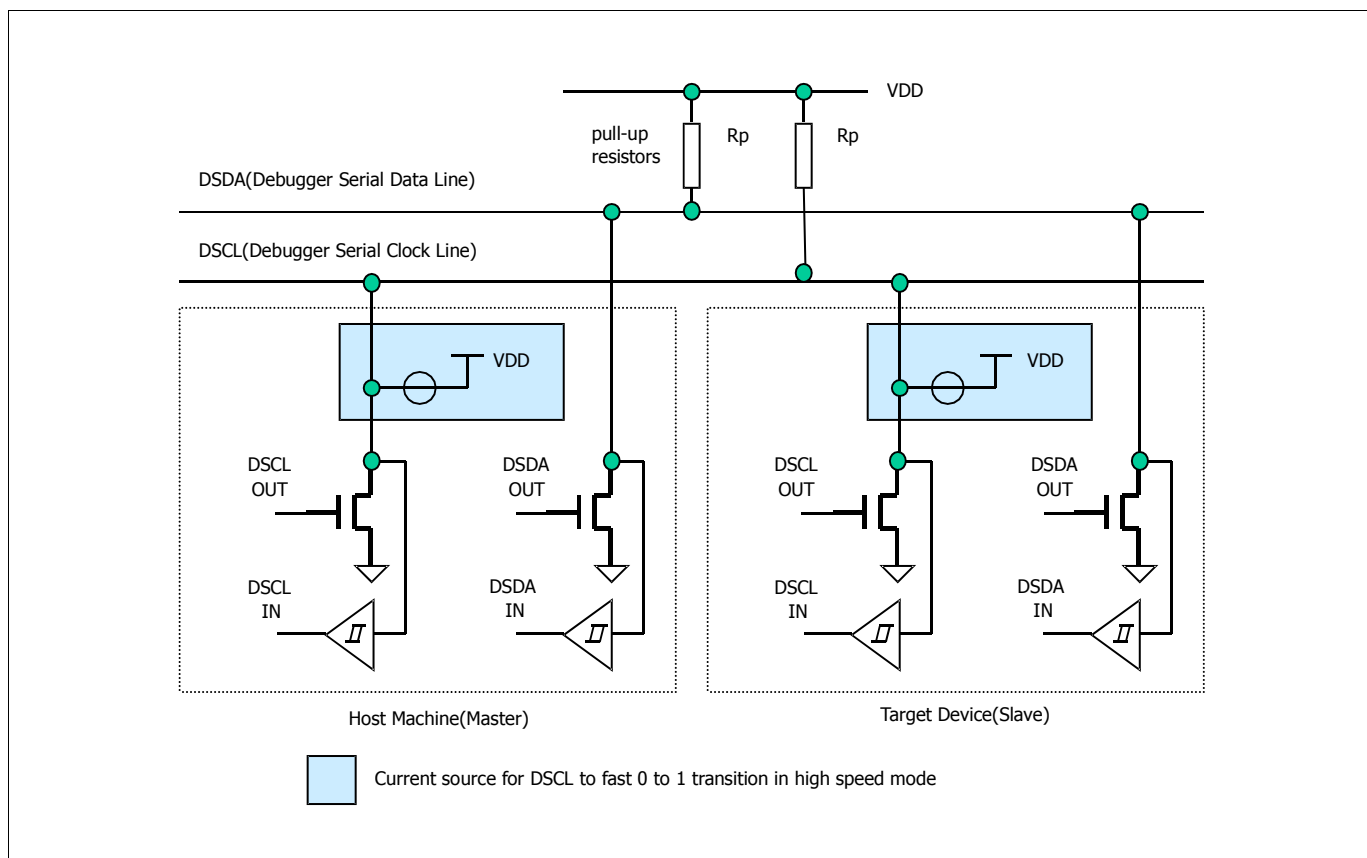 VDD
pull-up
resistors
Rp
Rp
DSDA(Debugger Serial Data Line)
DSCL(Debugger Serial Clock Line)
VDD
VDD
DSCL
OUT
DSDA
OUT
DSCL
OUT
DSDA
OUT
DSCL
IN
DSDA
IN
DSCL
IN
DSDA
IN
Host Machine(Master)
Target Device(Slave)
Current source for DSCL to fast 0 to 1 transition in high speed mode